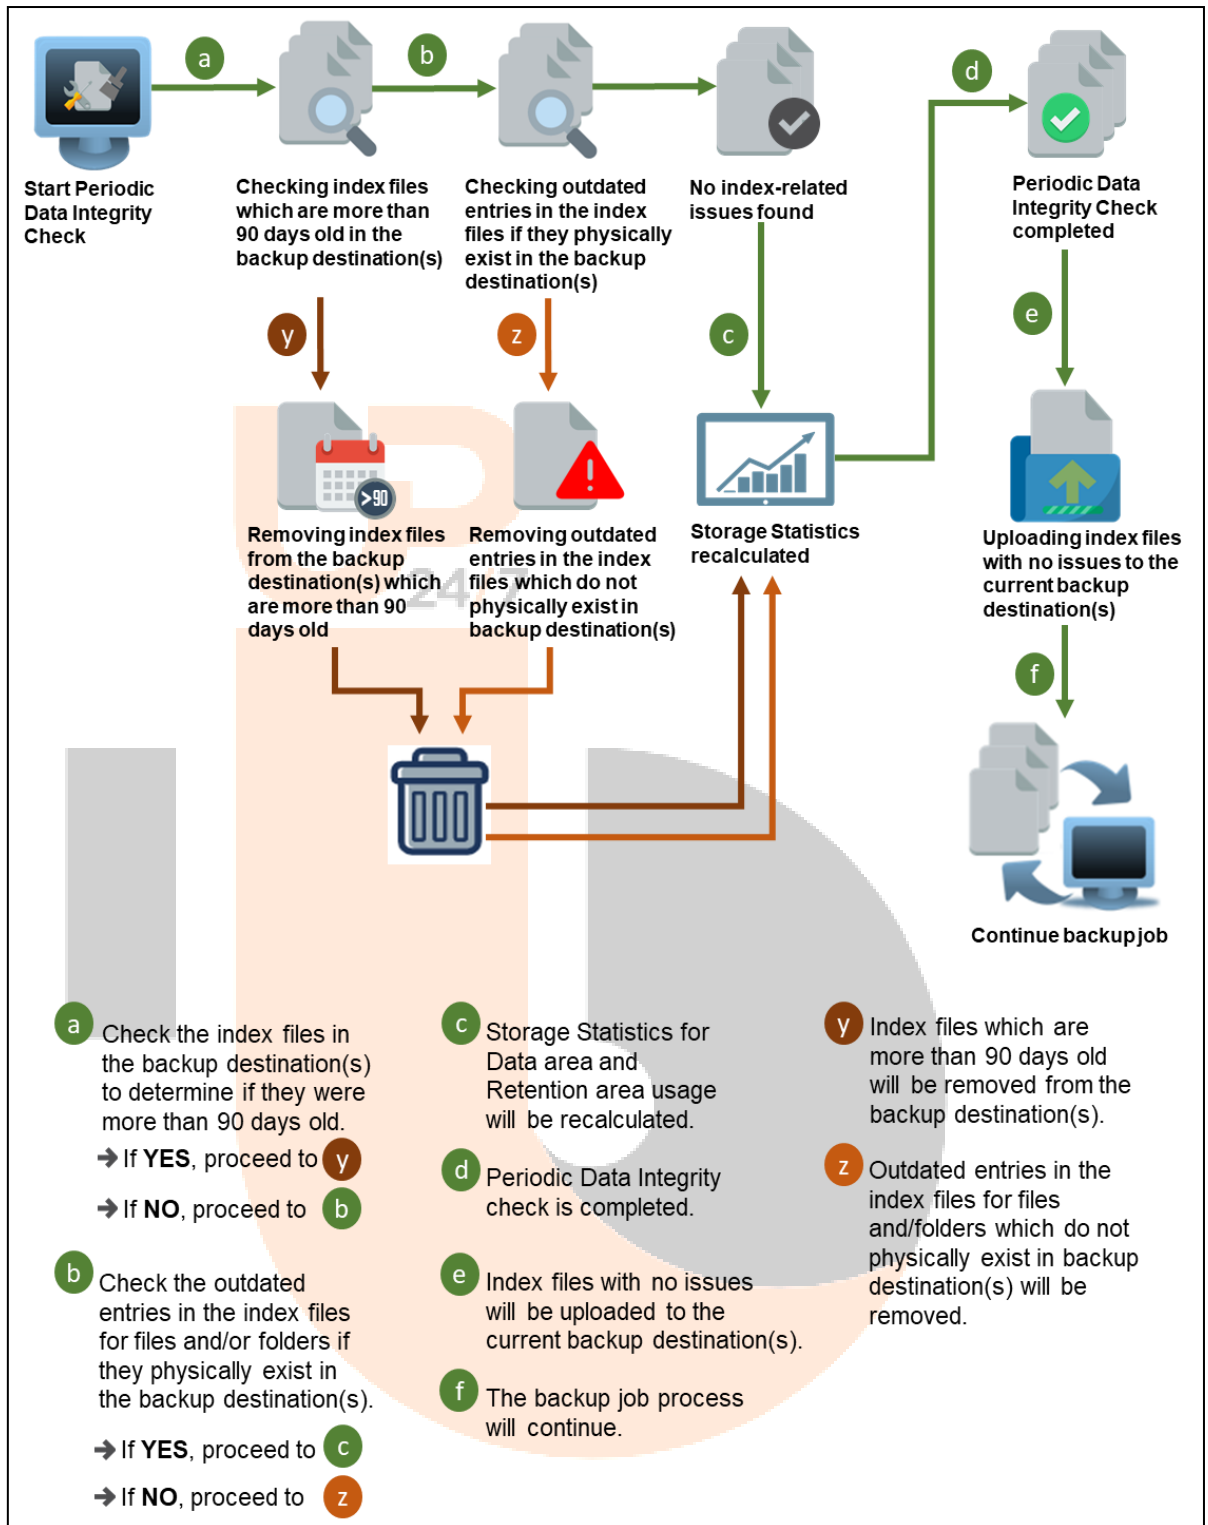 a
b
d
Start Periodic
Data Integrity
Check
Checking index files
which are more than
90 days old in the
backup destination(s)
Checking outdated
entries in the index
files if they physically
exist in the backup
destination(s)
No index-related
issues found
Periodic Data
Integrity Check
completed
y
z
c
e
>90
Removing index files
from the backup
destination(s) which
are more than 90
days old
Removing outdated
entries in the index
files which do not
physically exist in
backup destination(s)
Storage Statistics
recalculated
Uploading index files
with no issues to the
current backup
destination(s)
24/7
f
Continue backup job
a
Check the index files in
the backup destination(s)
to determine if they were
more than 90 days old.
➔ If YES, proceed to y
➔ If NO, proceed to b
b
Check the outdated
entries in the index files
for files and/or folders if
they physically exist in
the backup destination(s).
➔ If YES, proceed to c
➔ If NO, proceed to z
c
Storage Statistics for
Data area and
Retention area usage
will be recalculated.
d
Periodic Data Integrity
check is completed.
e
Index files with no issues
will be uploaded to the
current backup destination(s).
f
The backup job process
will continue.
y
Index files which are
more than 90 days old
will be removed from the
backup destination(s).
z
Outdated entries in the
index files for files
and/folders which do not
physically exist in backup
destination(s) will be
removed.